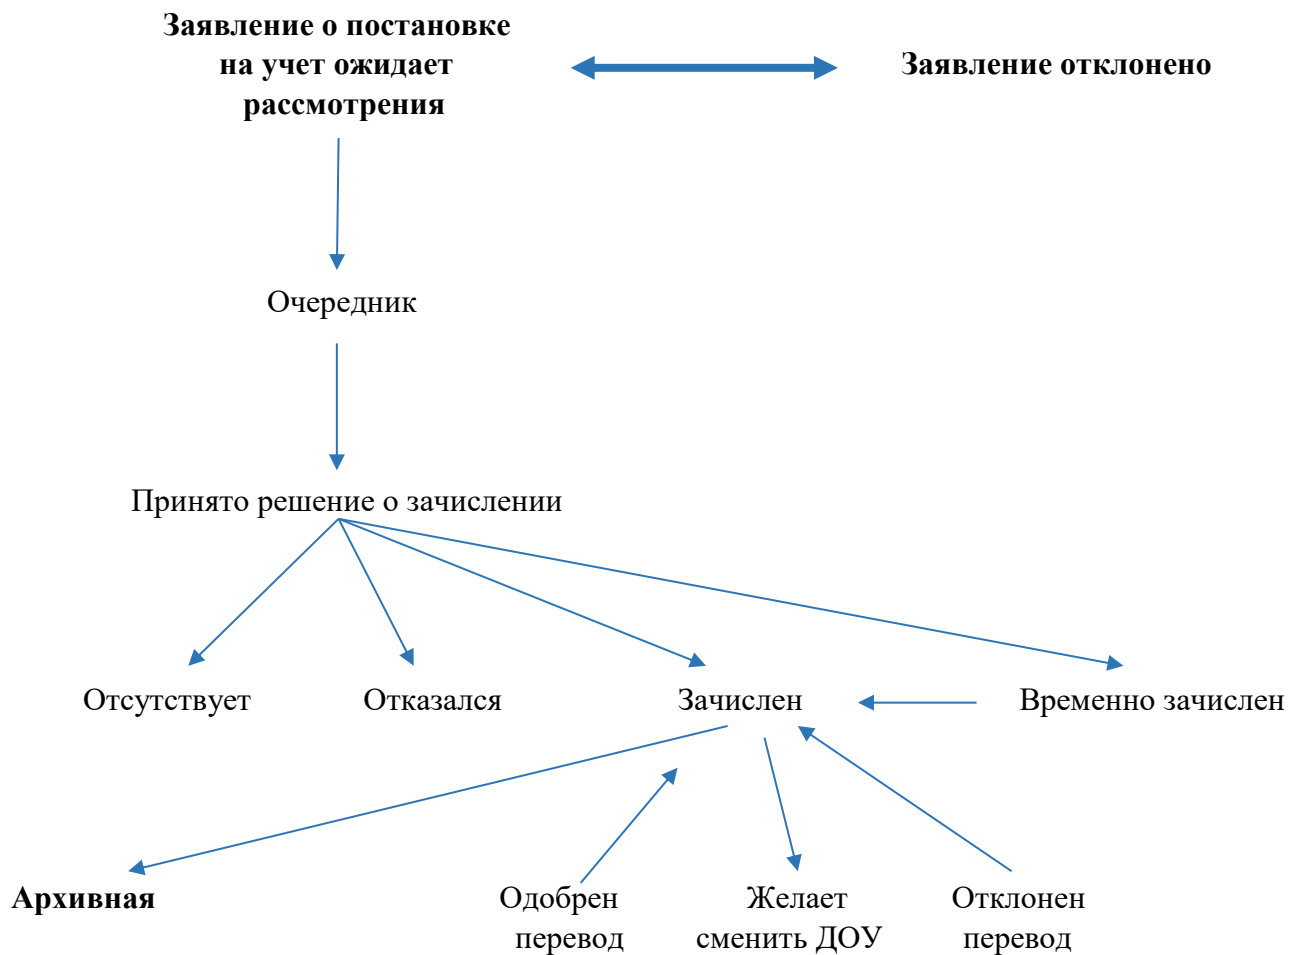 Заявление о постановке
на учет ожидает
рассмотрения
Заявление отклонено
Очередник
Принято решение о зачислении
Отсутствует
Отказался
Зачислен
Временно зачислен
Архивная
Одобрен
перевод
Желает
сменить ДОУ
Отклонен
перевод